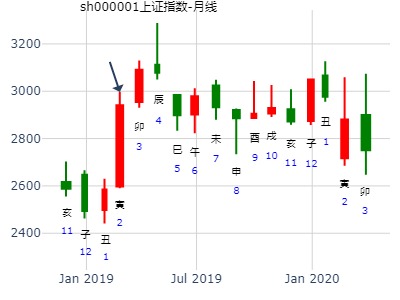 sh000001上证指数-月线
3200
3000
2800
2600
2400
亥
11
子
12
丑
1
寅
2
卯
3
辰
4
巳
5
午
6
未
7
申
8
酉
9
戌
10
亥
11
子
12
丑
1
寅
2
卯
3
Jan 2019
Jul 2019
Jan 2020